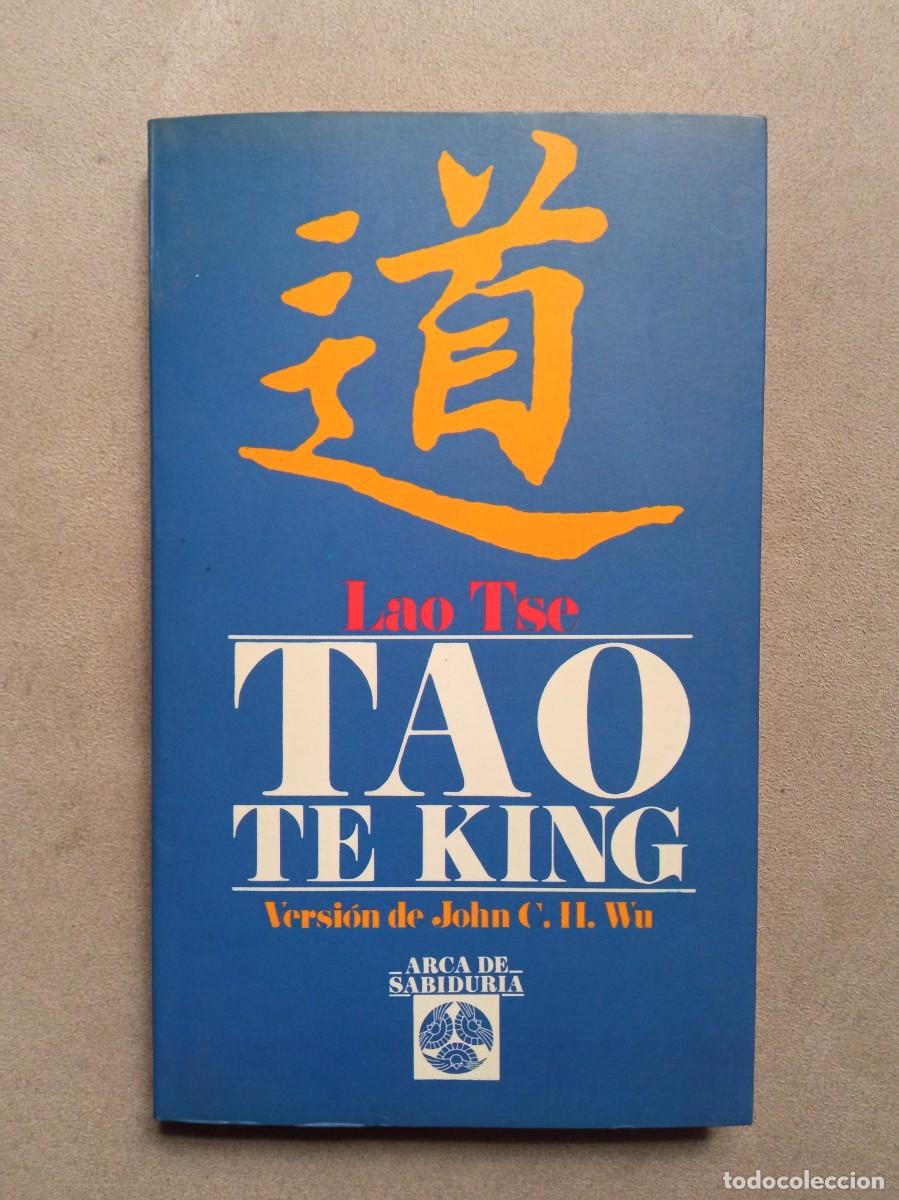 道
Lao Tse
TAO
TE KING
Versión de John C. H. Wu
ARCA DE
SABIDURIA
todocoleccion